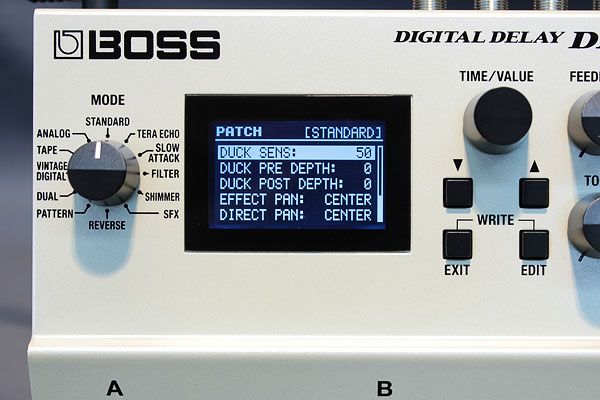 BOSS
DIGITAL DELAY
MODE
STANDARD
ANALOG
TERA ECHO
TAPE
SLOW
ATTACK
VINTAGE
DIGITAL
FILTER
DUAL
SHIMMER
PATTERN
SFX
REVERSE
PATCH [STANDARD]
DUCK SENS: 50
DUCK PRE DEPTH: 0
DUCK POST DEPTH: 0
EFFECT PAN: CENTER
DIRECT PAN: CENTER
TIME/VALUE
WRITE
EXIT
EDIT
A
B